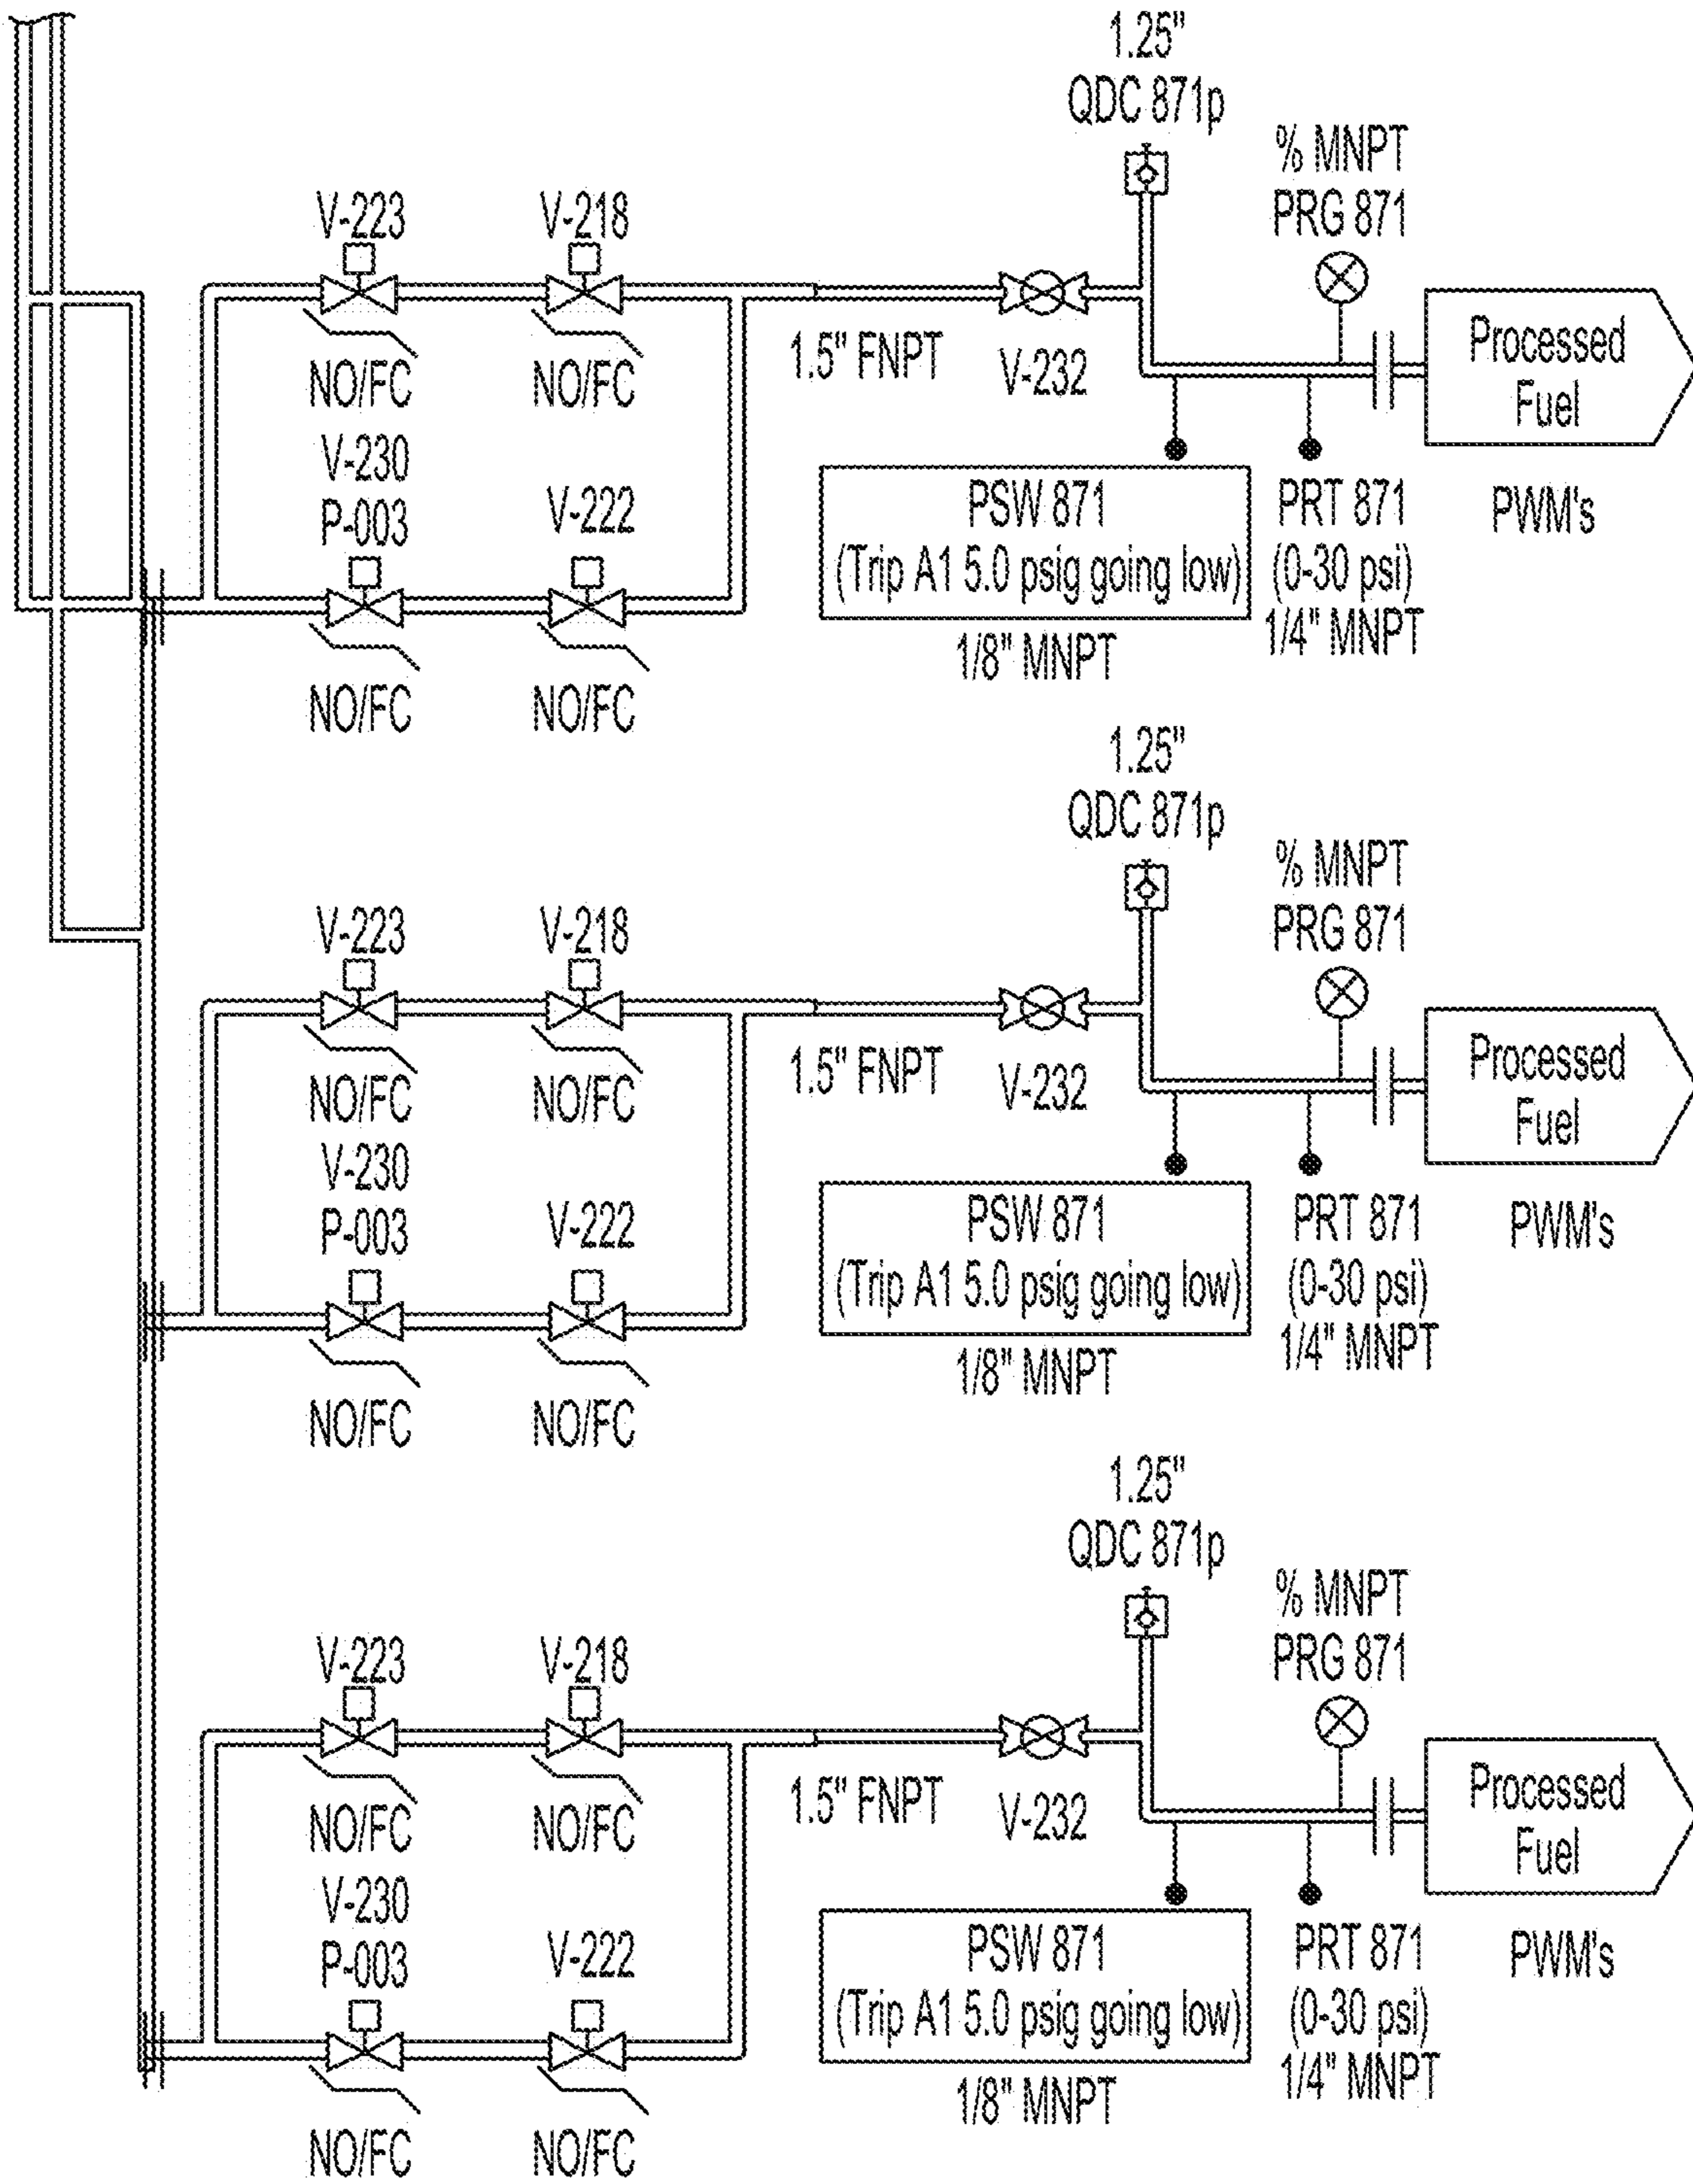 1.25"
QDC 871p
% MNPT
PRG 871
V-223
V-218
NO/FC
NO/FC
1.5" FNPT
V-232
Processed
Fuel
V-230
P-003
V-222
PSW 871
(Trip A1 5.0 psig going low)
1/8" MNPT
PRT 871
(0-30 psi)
1/4" MNPT
PWM's
NO/FC
NO/FC
1.25"
QDC 871p
% MNPT
PRG 871
V-223
V-218
NO/FC
NO/FC
1.5" FNPT
V-232
Processed
Fuel
V-230
P-003
V-222
PSW 871
(Trip A1 5.0 psig going low)
1/8" MNPT
PRT 871
(0-30 psi)
1/4" MNPT
PWM's
NO/FC
NO/FC
1.25"
QDC 871p
% MNPT
PRG 871
V-223
V-218
NO/FC
NO/FC
1.5" FNPT
V-232
Processed
Fuel
V-230
P-003
V-222
PSW 871
(Trip A1 5.0 psig going low)
1/8" MNPT
PRT 871
(0-30 psi)
1/4" MNPT
PWM's
NO/FC
NO/FC